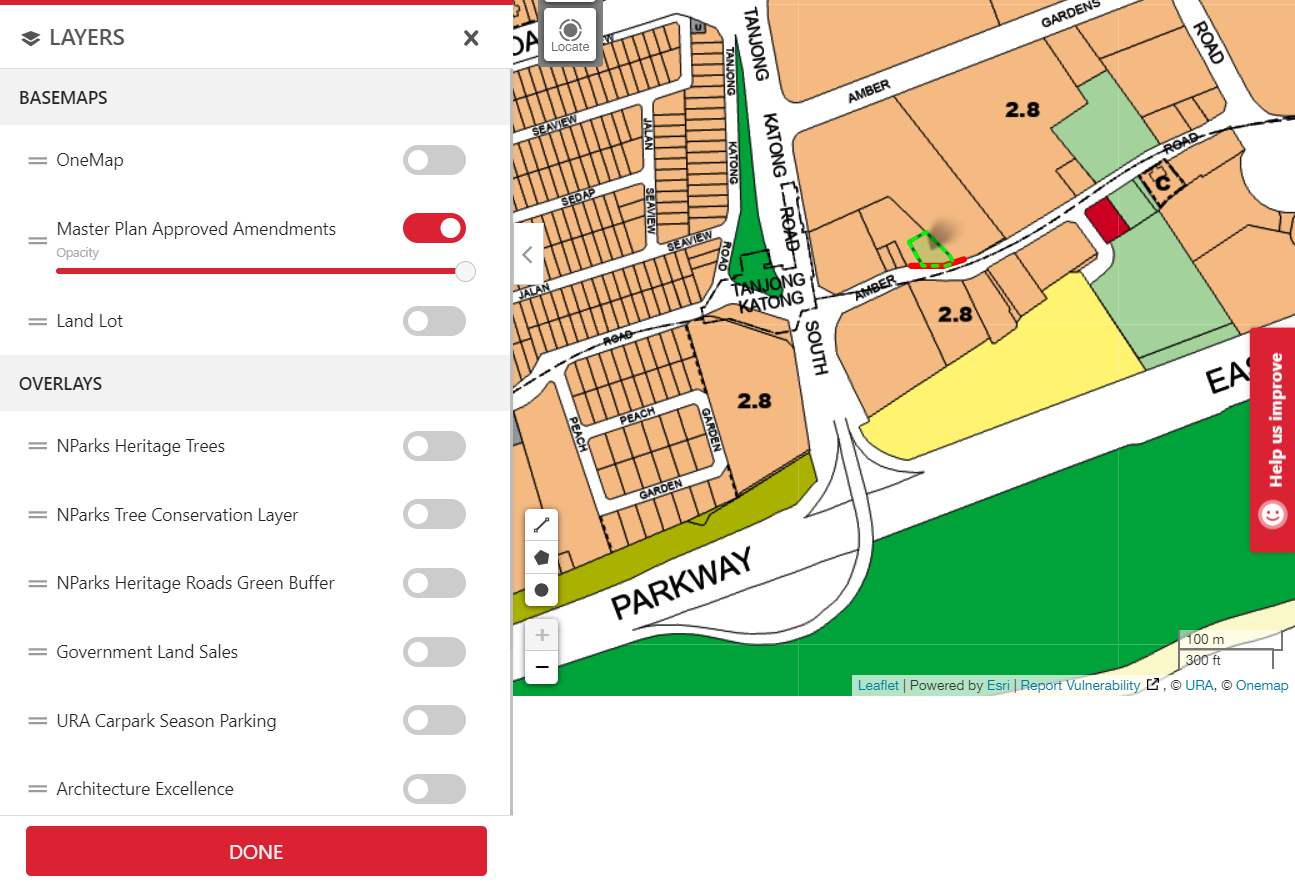 LAYERS
BASEMAPS
OneMap
Master Plan Approved Amendments
Opacity
Land Lot
OVERLAYS
NParks Heritage Trees
NParks Tree Conservation Layer
NParks Heritage Roads Green Buffer
Government Land Sales
URA Carpark Season Parking
Architecture Excellence
DONE
Locate
U
TANJONG
KATONG
ROAD
TANJONG
KATONG
ROAD
GARDENS
ROAD
AMBER
2.8
ROAD
C
SEAVIEW
JALAN
SEDAP
SEAVIEW
SEAVIEW
JALAN
TANJONG
KATONG
AMBER
2.8
SOUTH
ROAD
2.8
PEACH
GARDEN
PEACH
GARDEN
PARKWAY
Help us improve
100 m
300 ft
Leaflet | Powered by Esri | Report Vulnerability , © URA, © Onemap